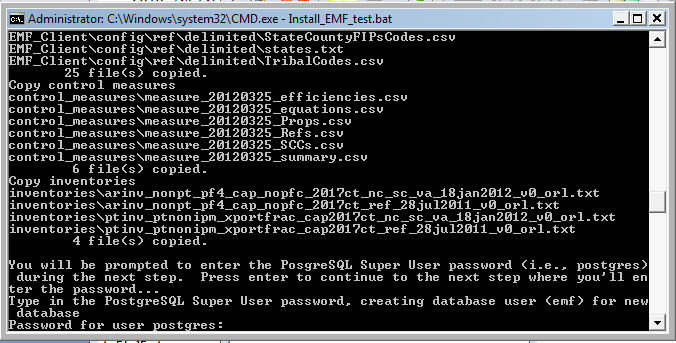 Administrator: C:\Windows\system32\CMD.exe - Install_EMF_test.bat
EMF_Client\config\ref\delimited\StateCountyFIPsCodes.csv
EMF_Client\config\ref\delimited\states.txt
EMF_Client\config\ref\delimited\TribalCodes.csv
25 file(s) copied.
Copy control measures
control_measures\measure_20120325_efficiencies.csv
control_measures\measure_20120325_equations.csv
control_measures\measure_20120325_Props.csv
control_measures\measure_20120325_Refs.csv
control_measures\measure_20120325_SCCs.csv
control_measures\measure_20120325_summary.csv
6 file(s) copied.
Copy inventories
inventories\arinv_nonpt_pf4_cap_nopfc_2017ct_nc_sc_va_18jan2012_v0_orl.txt
inventories\arinv_nonpt_pf4_cap_nopfc_2017ct_ref_28jul2011_v0_orl.txt
inventories\ptinv_ptnonipm_xportfrac_cap2017ct_nc_sc_va_18jan2012_v0_orl.txt
inventories\ptinv_ptnonipm_xportfrac_cap2017ct_ref_28jul2011_v0_orl.txt
4 file(s) copied.
You will be prompted to enter the PosgreSQL Super User password (i.e., postgres)
during the next step.  Press enter to continue to the next step where you'll en
ter the password...
Type in the PostgreSQL Super User password, creating database user (emf) for new
database
Password for user postgres: